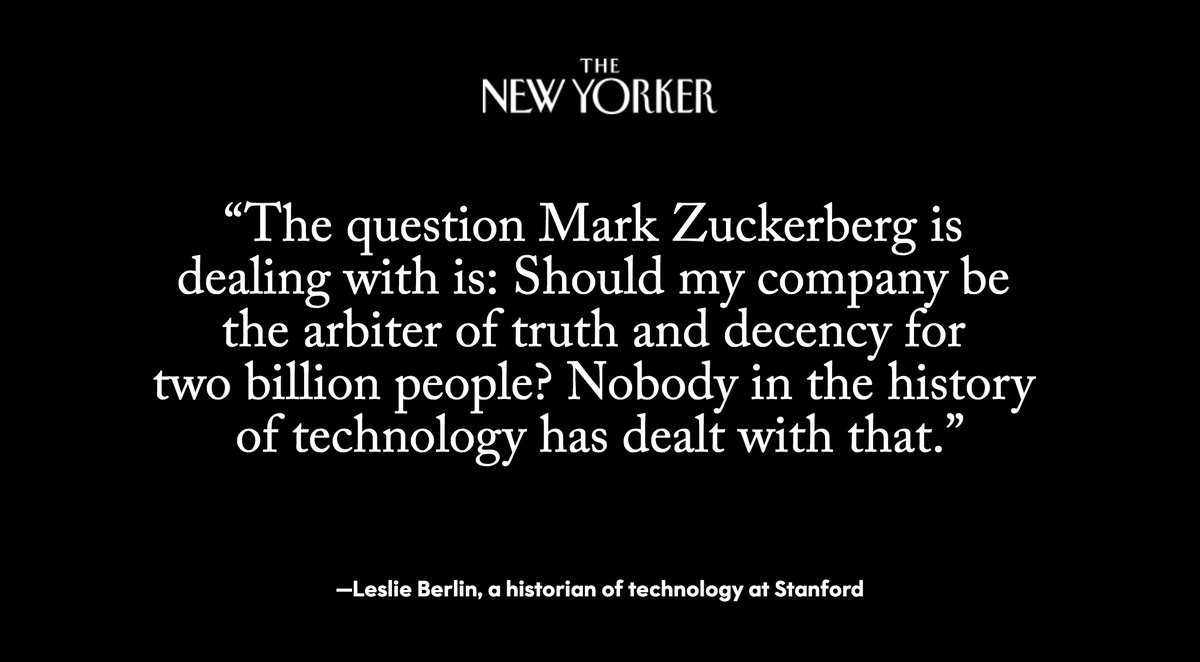 THE
NEW YORKER
“The question Mark Zuckerberg is
dealing with is: Should my company be
the arbiter of truth and decency for
two billion people? Nobody in the history
of technology has dealt with that.”
—Leslie Berlin, a historian of technology at Stanford